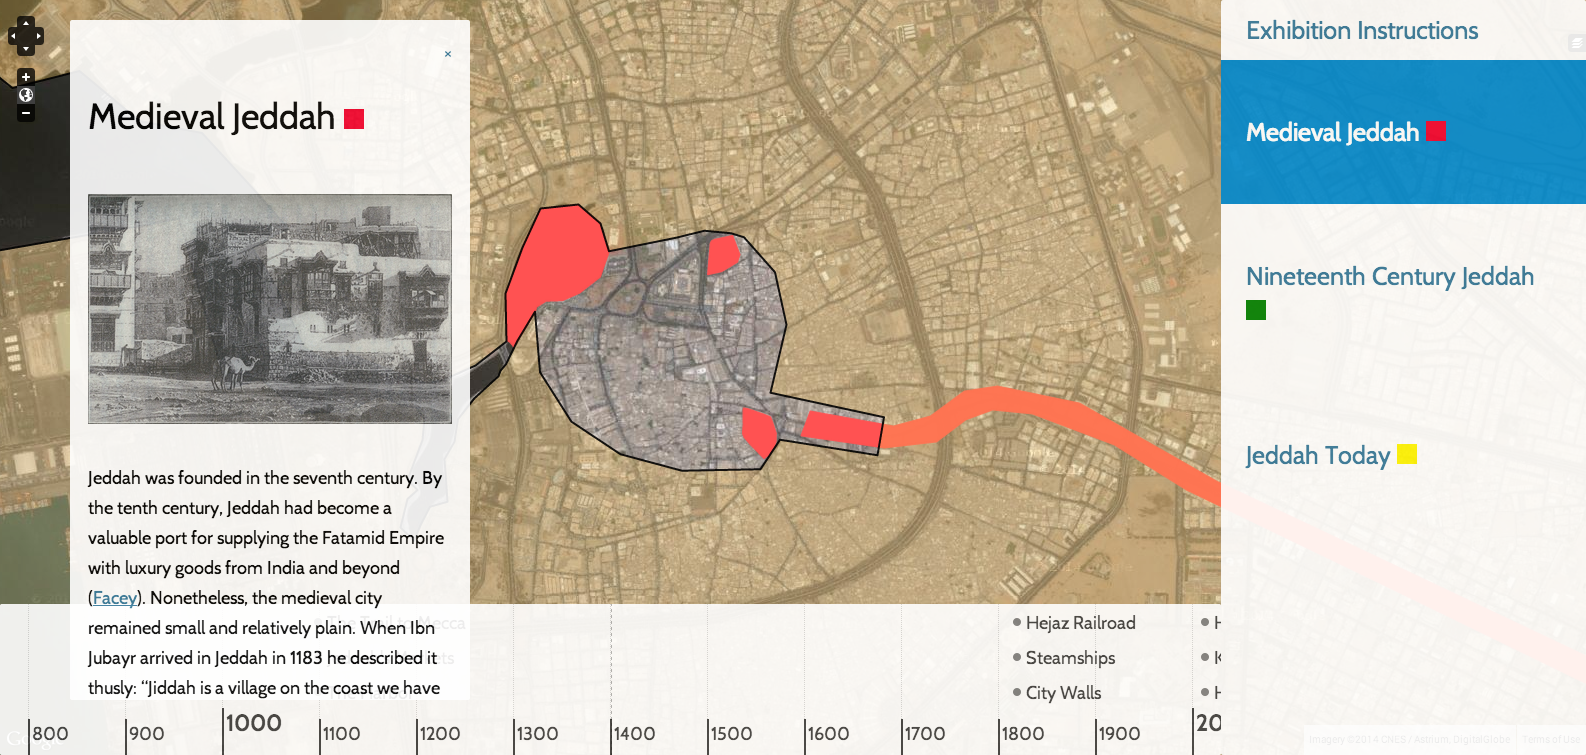 ×
Medieval Jeddah
Jeddah was founded in the seventh century. By
the tenth century, Jeddah had become a
valuable port for supplying the Fatamid Empire
with luxury goods from India and beyond
(Facey). Nonetheless, the medieval city
remained small and relatively plain. When Ibn
Jubayr arrived in Jeddah in 1183 he described it
thusly: “Jiddah is a village on the coast we have
Exhibition Instructions
Medieval Jeddah
Nineteenth Century Jeddah
Jeddah Today
Mecca
Hejaz Railroad
Steamships
City Walls
H
K
H
800 900 1000 1100 1200 1300 1400 1500 1600 1700 1800 1900 20
Google
Imagery ©2014 CNES / Astrium, DigitalGlobe
Terms of Use